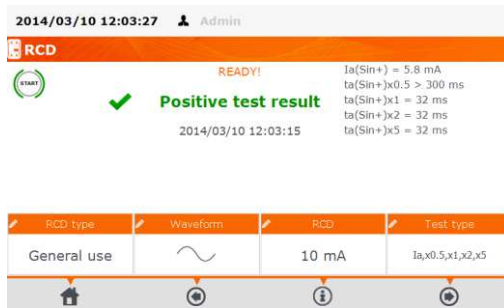 2014/03/10 12:03:27 Admin
RCD
START
READY!
Positive test result
2014/03/10 12:03:15
Ia(Sin+) = 5.8 mA
ta(Sin+)x0.5 > 300 ms
ta(Sin+)x1 = 32 ms
ta(Sin+)x2 = 32 ms
ta(Sin+)x5 = 32 ms
RCD type Waveform RCD Test type
General use 10 mA Ia,x0.5,x1,x2,x5